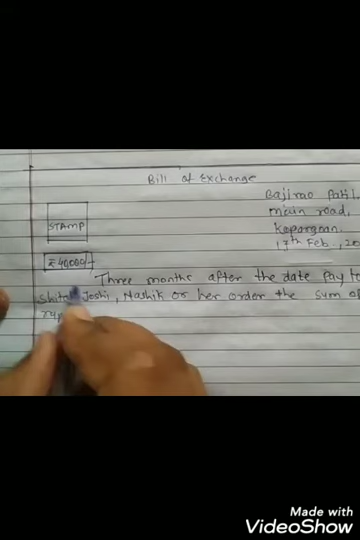 Bill of Exchange
Bajirao Patil
main road,
Kopargaon.
Feb., 20
STAMP
₹40000/-
Three months after the date Pay to
Joshi, Nashik or her order the sum of
Made with
VideoShow